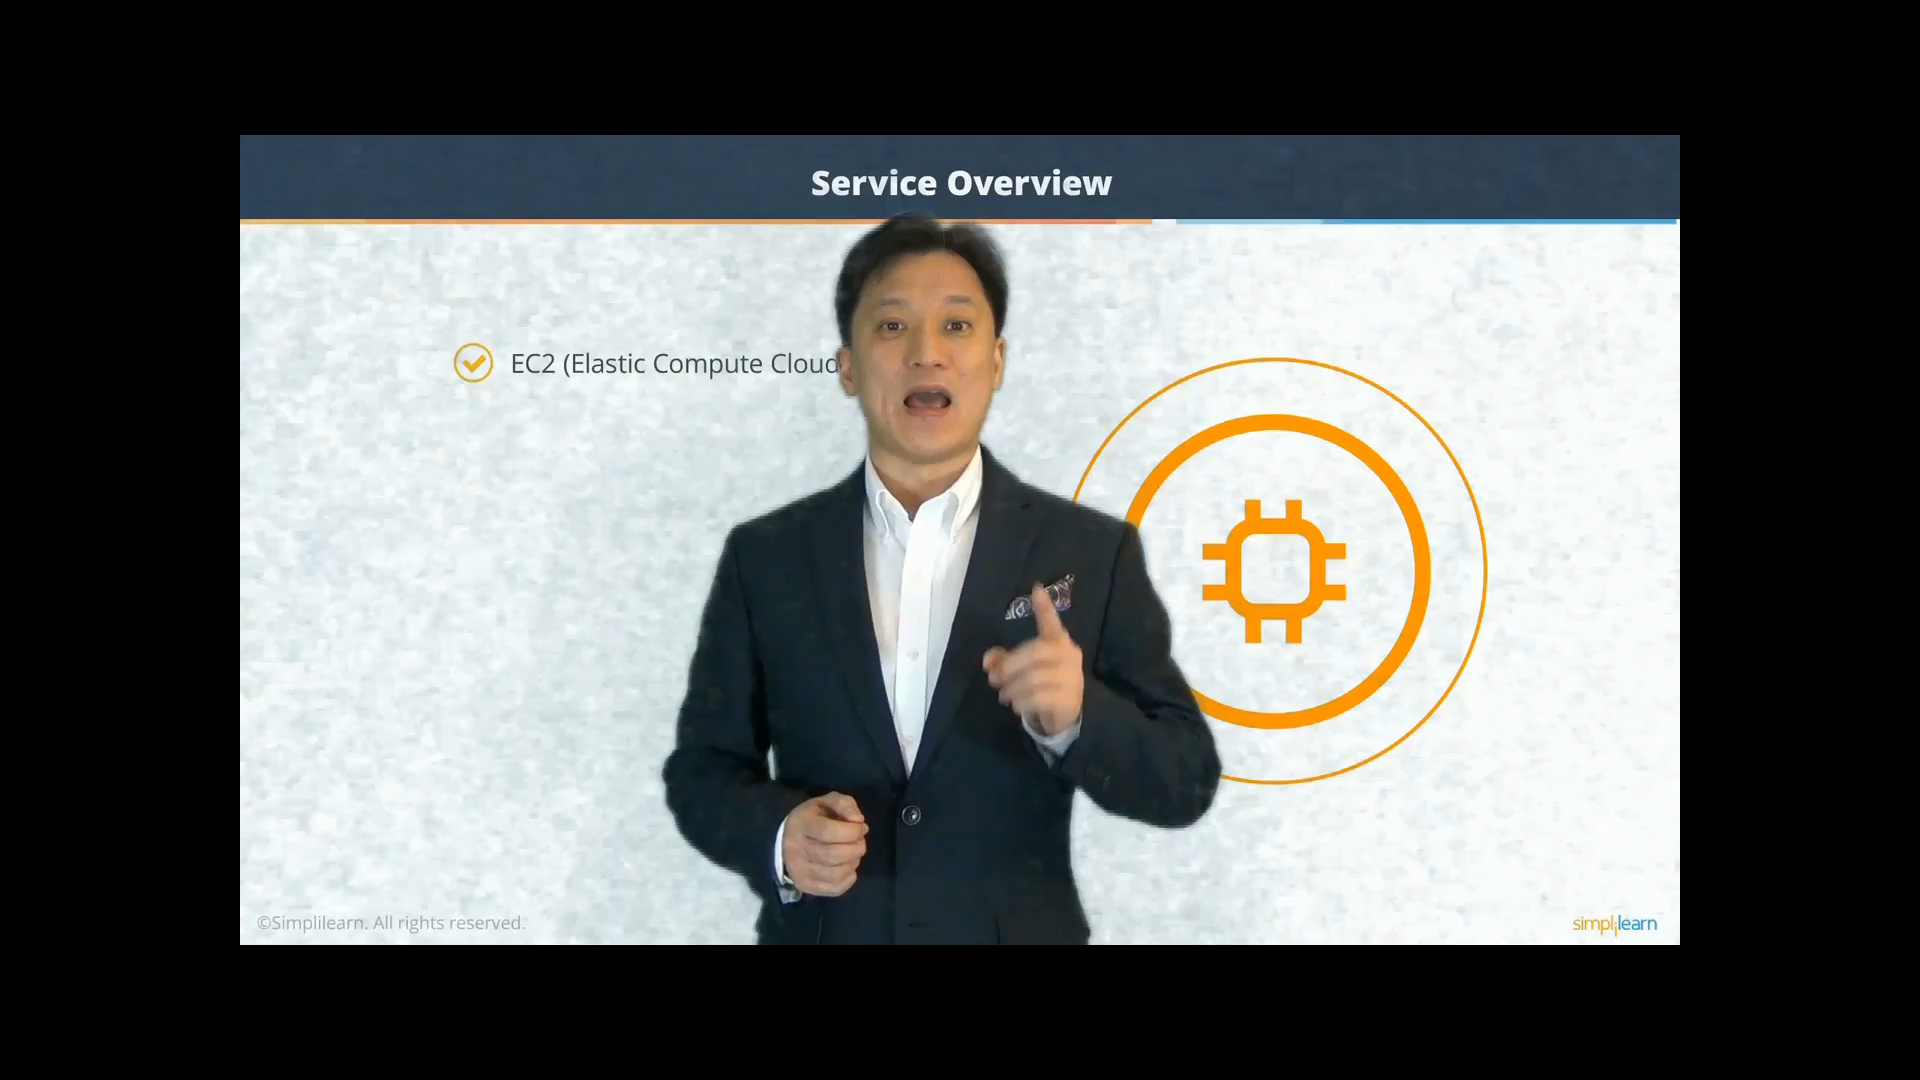 Service Overview
EC2 (Elastic Compute Cloud
©Simplilearn. All rights reserved.
simplilearn